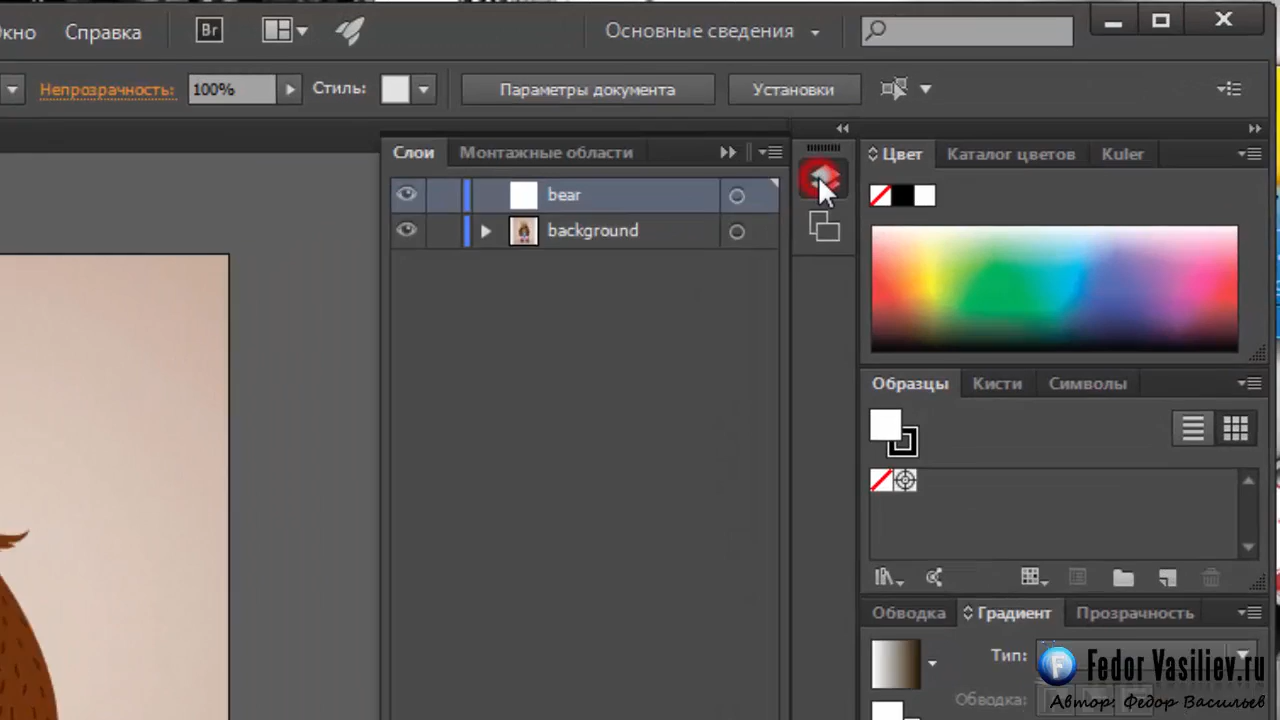 кно Справка Br Основные сведения
Непрозрачность: 100% Стиль: Параметры документа Установки
Слои Монтажные области
Цвет Каталог цветов Kuler
bear
background
Образцы Кисти Символы
Обводка Градиент Прозрачность
Тип:
Обводка:
F Fedor Vasiliev.ru
Автор: Федор Васильев